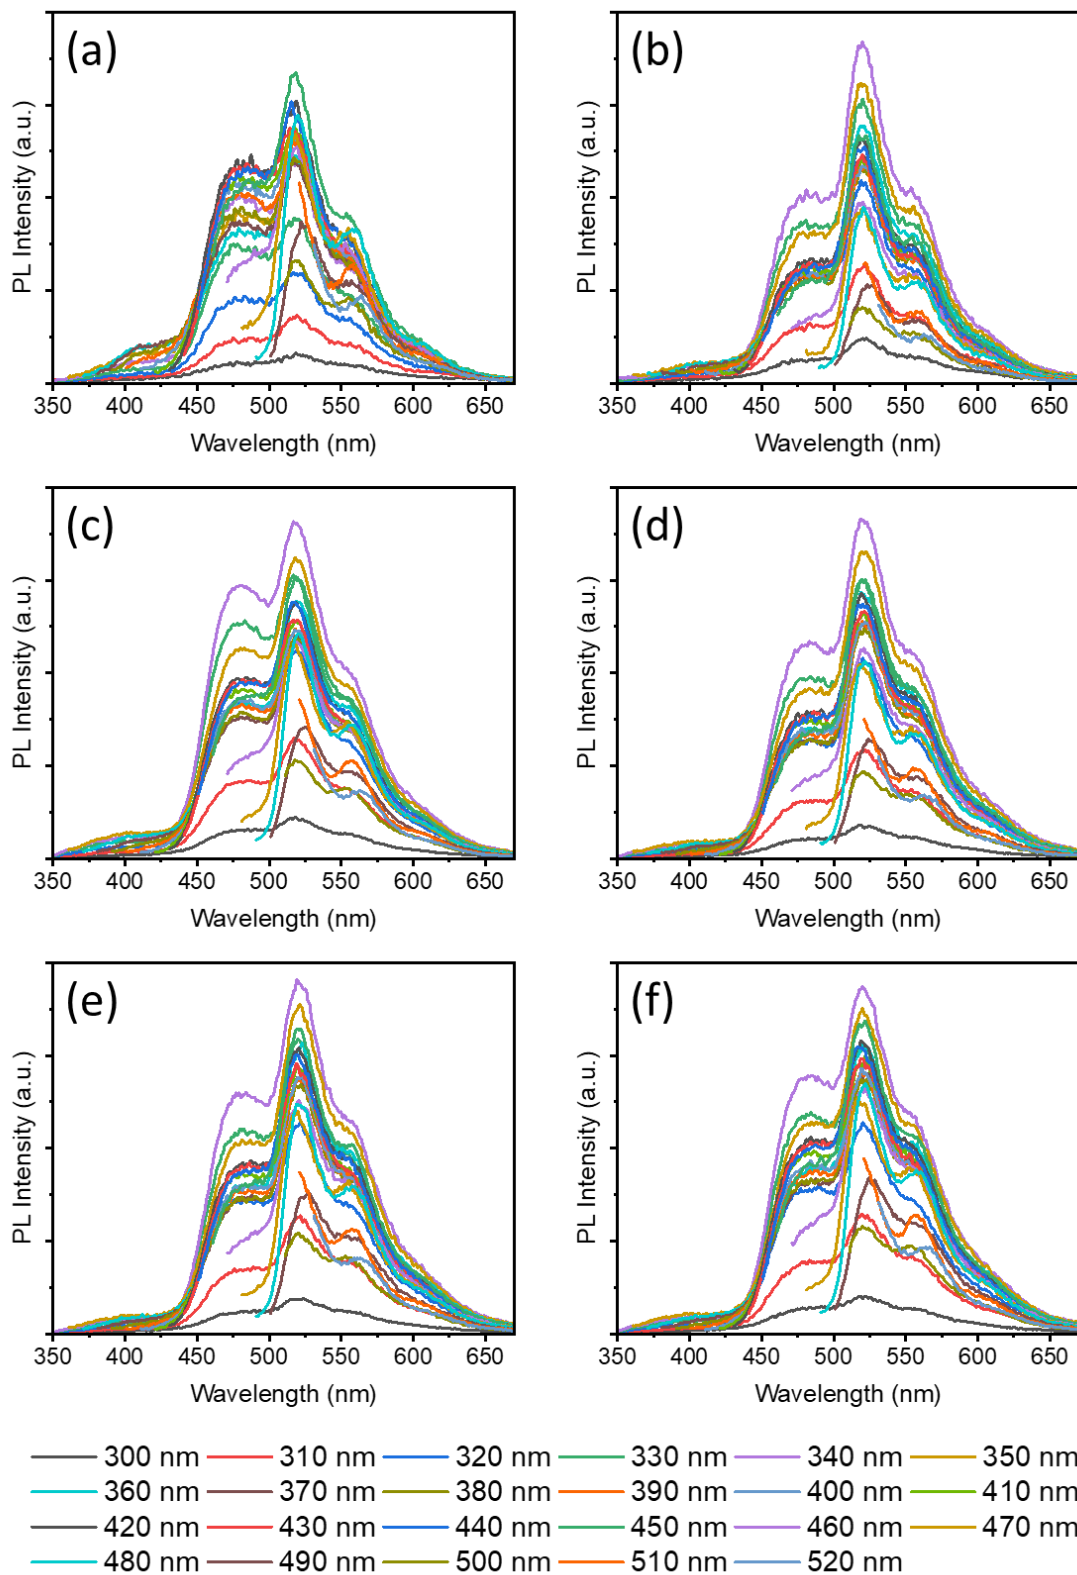 (a)
(b)
PL Intensity (a.u.)
PL Intensity (a.u.)
350 400 450 500 550 600 650
350 400 450 500 550 600 650
Wavelength (nm)
Wavelength (nm)
(c)
(d)
PL Intensity (a.u.)
PL Intensity (a.u.)
350 400 450 500 550 600 650
350 400 450 500 550 600 650
Wavelength (nm)
Wavelength (nm)
(e)
(f)
PL Intensity (a.u.)
PL Intensity (a.u.)
350 400 450 500 550 600 650
350 400 450 500 550 600 650
Wavelength (nm)
Wavelength (nm)
300 nm 310 nm 320 nm 330 nm 340 nm 350 nm
360 nm 370 nm 380 nm 390 nm 400 nm 410 nm
420 nm 430 nm 440 nm 450 nm 460 nm 470 nm
480 nm 490 nm 500 nm 510 nm 520 nm